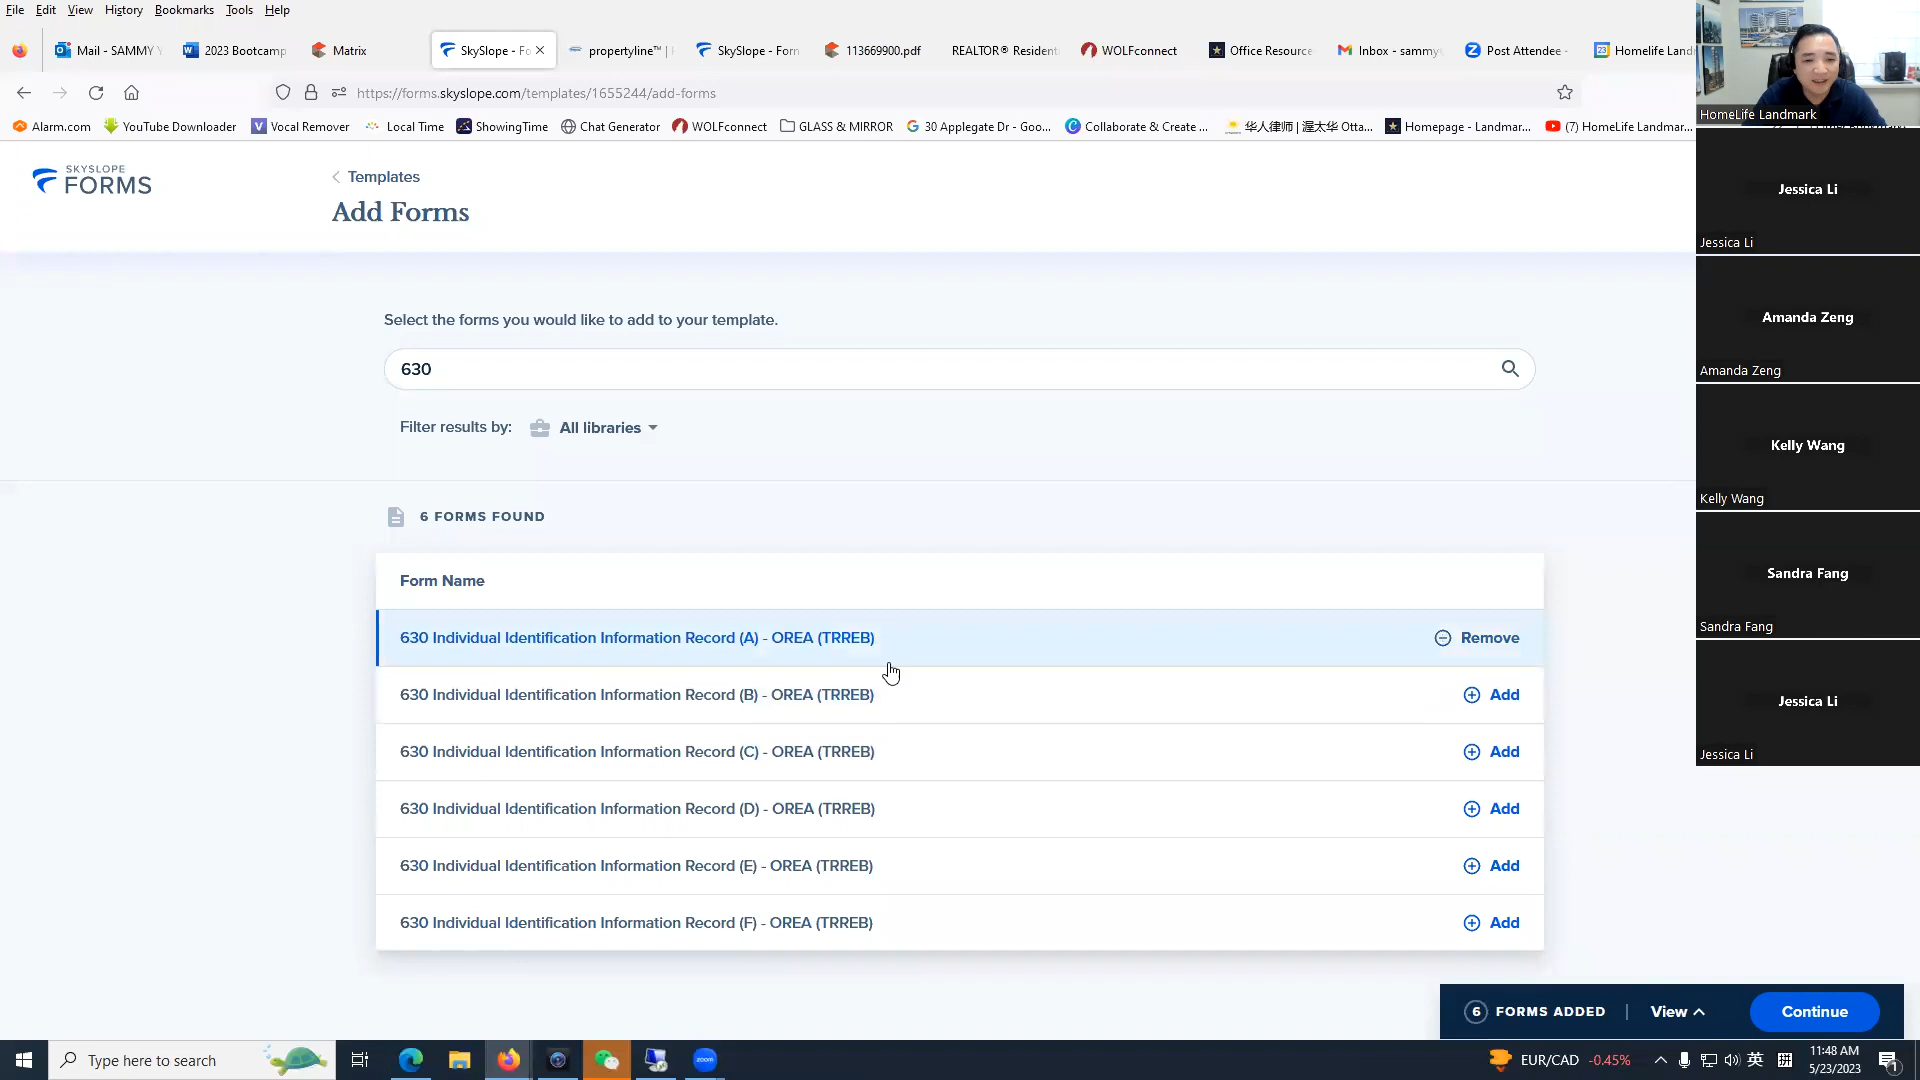 File Edit View History Bookmarks Tools Help
Mail - SAMMY Y
2023 Bootcamp
Matrix
SkySlope - Fo
propertyline™ |
SkySlope - Forn
113669900.pdf
REALTOR® Resident
WOLFconnect
Office Resource
Inbox - sammy
Post Attendee -
Homelife Land
https://forms.skyslope.com/templates/1655244/add-forms
Alarm.com
YouTube Downloader
Vocal Remover
Local Time
ShowingTime
Chat Generator
WOLFconnect
GLASS & MIRROR
30 Applegate Dr - Goo...
Collaborate & Create ...
华人律师 | 渥太华 Otta...
Homepage - Landmar...
(7) HomeLife Landmar...
SKYSLOPE
FORMS
Templates
Add Forms
Select the forms you would like to add to your template.
630
Filter results by: All libraries
6 FORMS FOUND
Form Name
630 Individual Identification Information Record (A) - OREA (TRREB) Remove
630 Individual Identification Information Record (B) - OREA (TRREB) Add
630 Individual Identification Information Record (C) - OREA (TRREB) Add
630 Individual Identification Information Record (D) - OREA (TRREB) Add
630 Individual Identification Information Record (E) - OREA (TRREB) Add
630 Individual Identification Information Record (F) - OREA (TRREB) Add
6 FORMS ADDED | View Continue
HomeLife Landmark
Jessica Li
Jessica Li
Amanda Zeng
Amanda Zeng
Kelly Wang
Kelly Wang
Sandra Fang
Sandra Fang
Jessica Li
Jessica Li
Type here to search
zoom
EUR/CAD -0.45%
英
拼
11:48 AM
5/23/2023
1